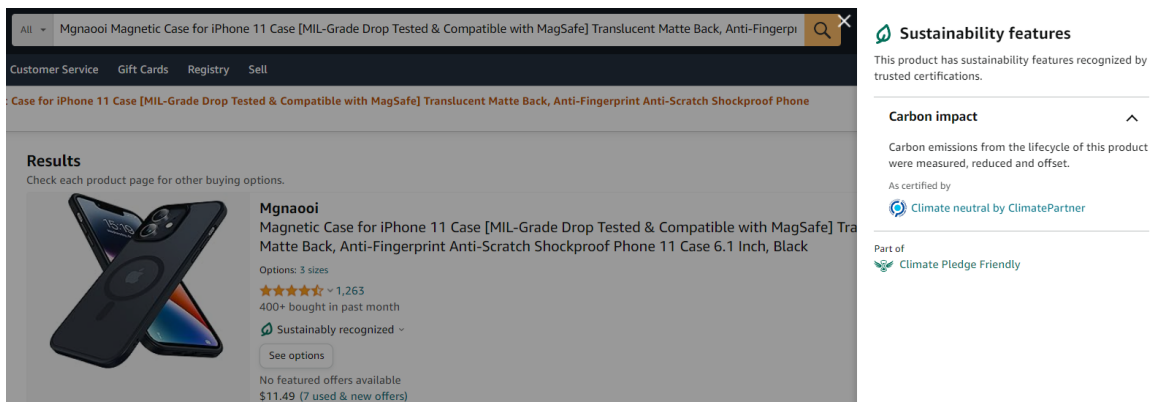 All
Mgnaooi Magnetic Case for iPhone 11 Case [MIL-Grade Drop Tested & Compatible with MagSafe] Translucent Matte Back, Anti-Fingerpr
Customer Service Gift Cards Registry Sell
: Case for iPhone 11 Case [MIL-Grade Drop Tested & Compatible with MagSafe] Translucent Matte Back, Anti-Fingerprint Anti-Scratch Shockproof Phone
Results
Check each product page for other buying options.
15:19
Mgnaooi
Magnetic Case for iPhone 11 Case [MIL-Grade Drop Tested & Compatible with MagSafe] Tra
Matte Back, Anti-Fingerprint Anti-Scratch Shockproof Phone 11 Case 6.1 Inch, Black
Options: 3 sizes
1,263
400+ bought in past month
Sustainably recognized
See options
No featured offers available
$11.49 (7 used & new offers)
Sustainability features
This product has sustainability features recognized by
trusted certifications.
Carbon impact
Carbon emissions from the lifecycle of this product
were measured, reduced and offset.
As certified by
Climate neutral by ClimatePartner
Part of
Climate Pledge Friendly